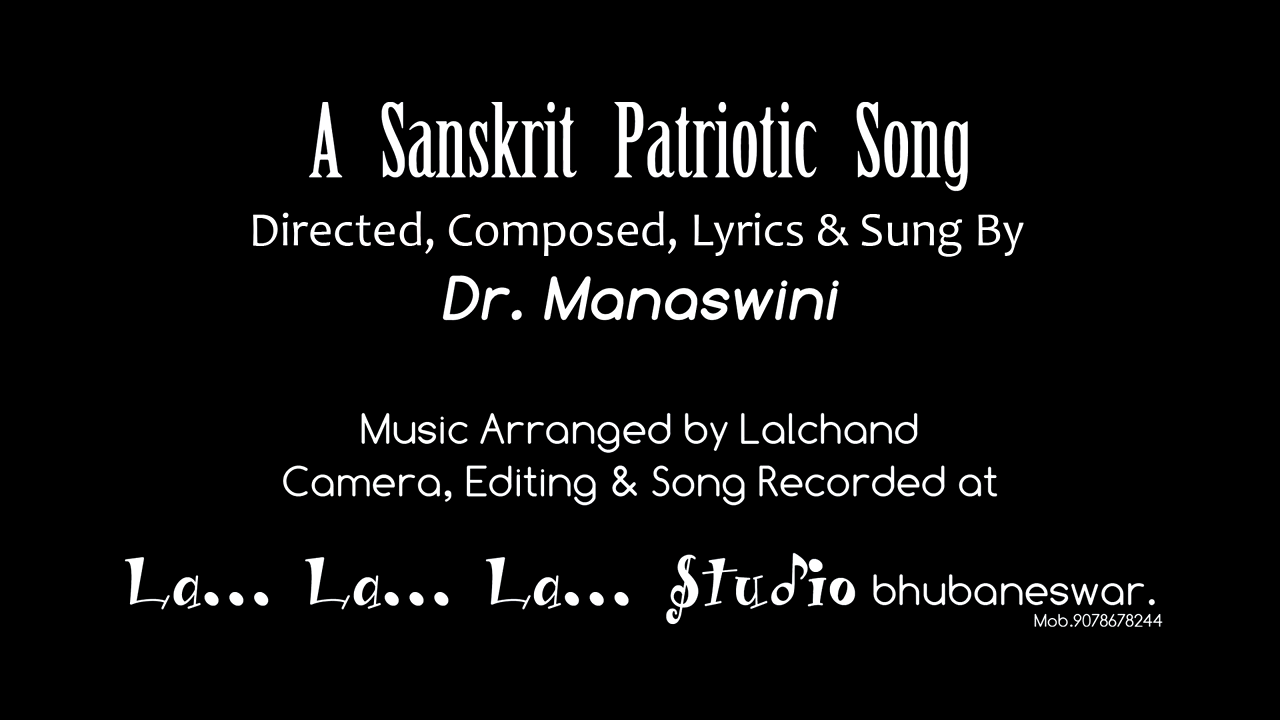 A Sanskrit Patriotic Song
Directed, Composed, Lyrics & Sung By
Dr. Manaswini
Music Arranged by Lalchand
Camera, Editing & Song Recorded at
La... La... La... Studio bhubaneswar.
Mob.9078678244